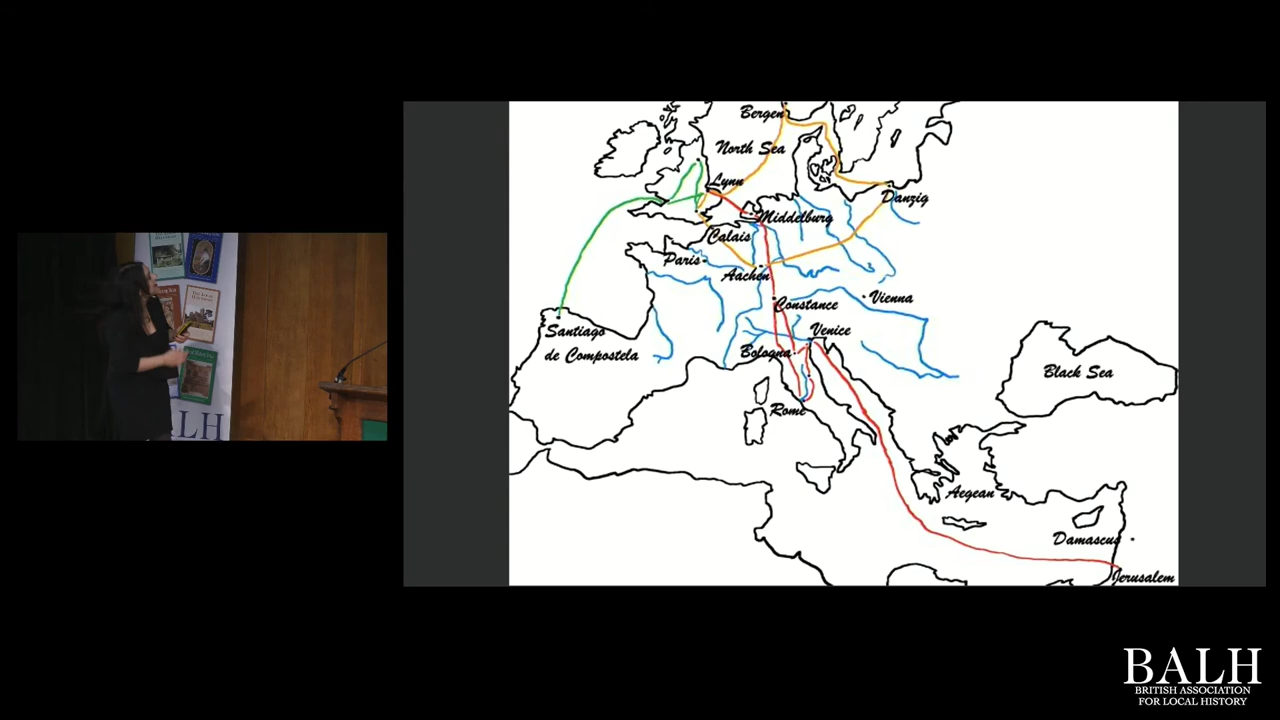 Bergen
North Sea
Lynn
Danzig
Middelburg
Calais
Paris
Aachen
Vienna
Constance
Venice
Santiago
de Compostela
Bologna
Black Sea
Rome
Aegean
Damascus
Jerusalem
ALH
BALH
BRITISH ASSOCIATION
FOR LOCAL HISTORY